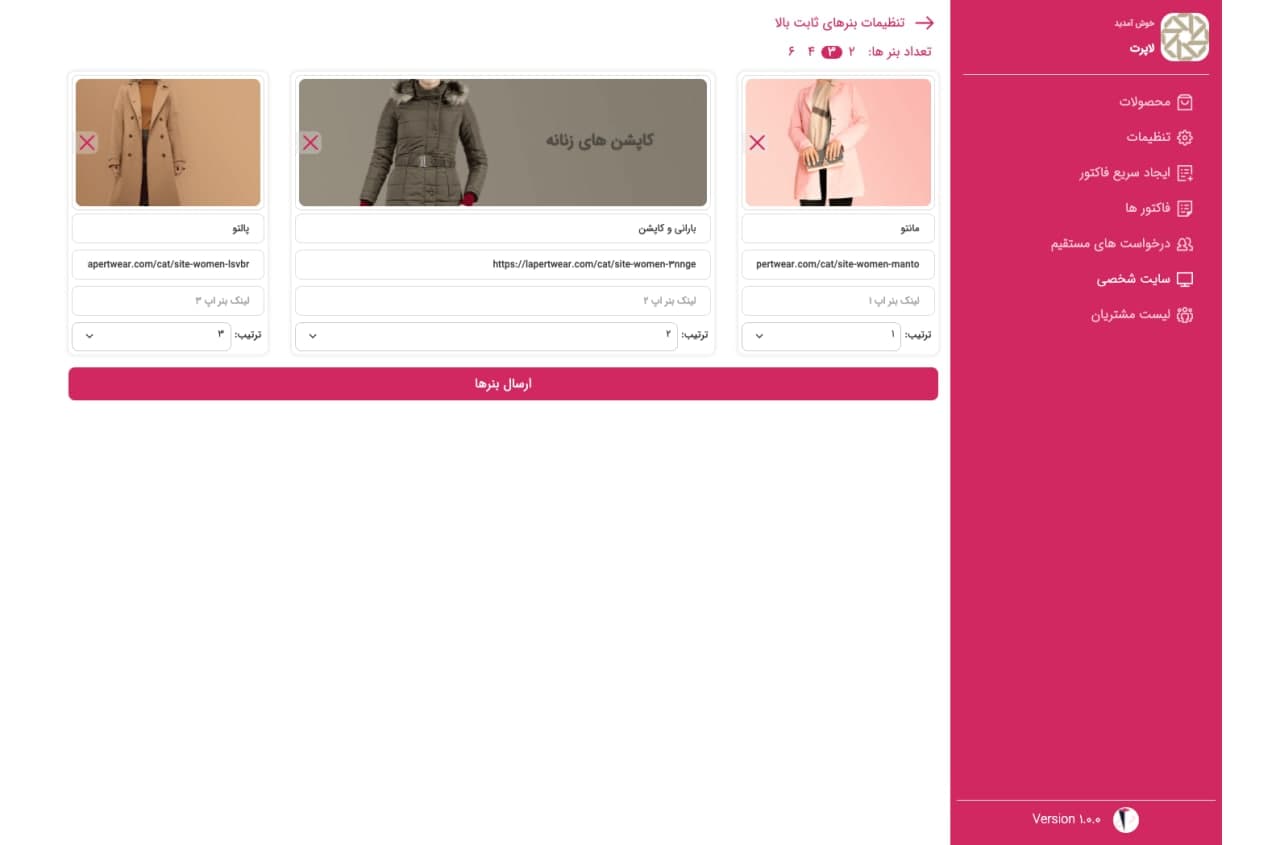 خوش آمدید
لاپرت
محصولات
تنظیمات
ایجاد سریع فاکتور
فاکتور ها
درخواست های مستقیم
سایت شخصی
لیست مشتریان
Version ۱.۰.۰
تنظیمات بنرهای ثابت بالا
تعداد بنر ها: ۲ ۳ ۴ ۶
مانتو
pertwear.com/cat/site-women-manto
لینک بنر اپ ۱
ترتیب: ۱
کاپشن های زنانه
بارانی و کاپشن
https://lapertwear.com/cat/site-women-۳nnge
لینک بنر اپ ۲
ترتیب: ۲
پالتو
apertwear.com/cat/site-women-lsvbr
لینک بنر اپ ۳
ترتیب: ۳
ارسال بنرها